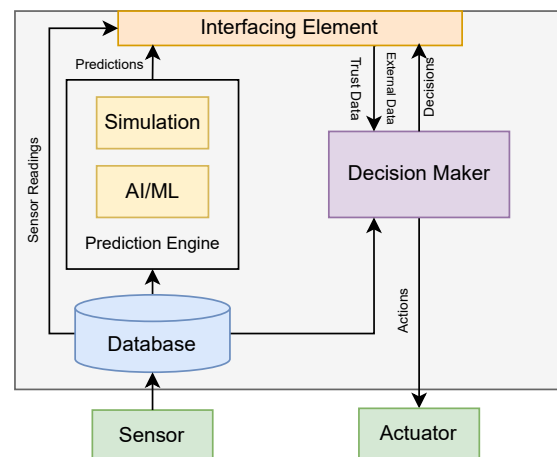 Interfacing Element
Predictions
Trust Data
External Data
Decisions
Simulation
AI/ML
Prediction Engine
Sensor Readings
Decision Maker
Database
Actions
Sensor
Actuator